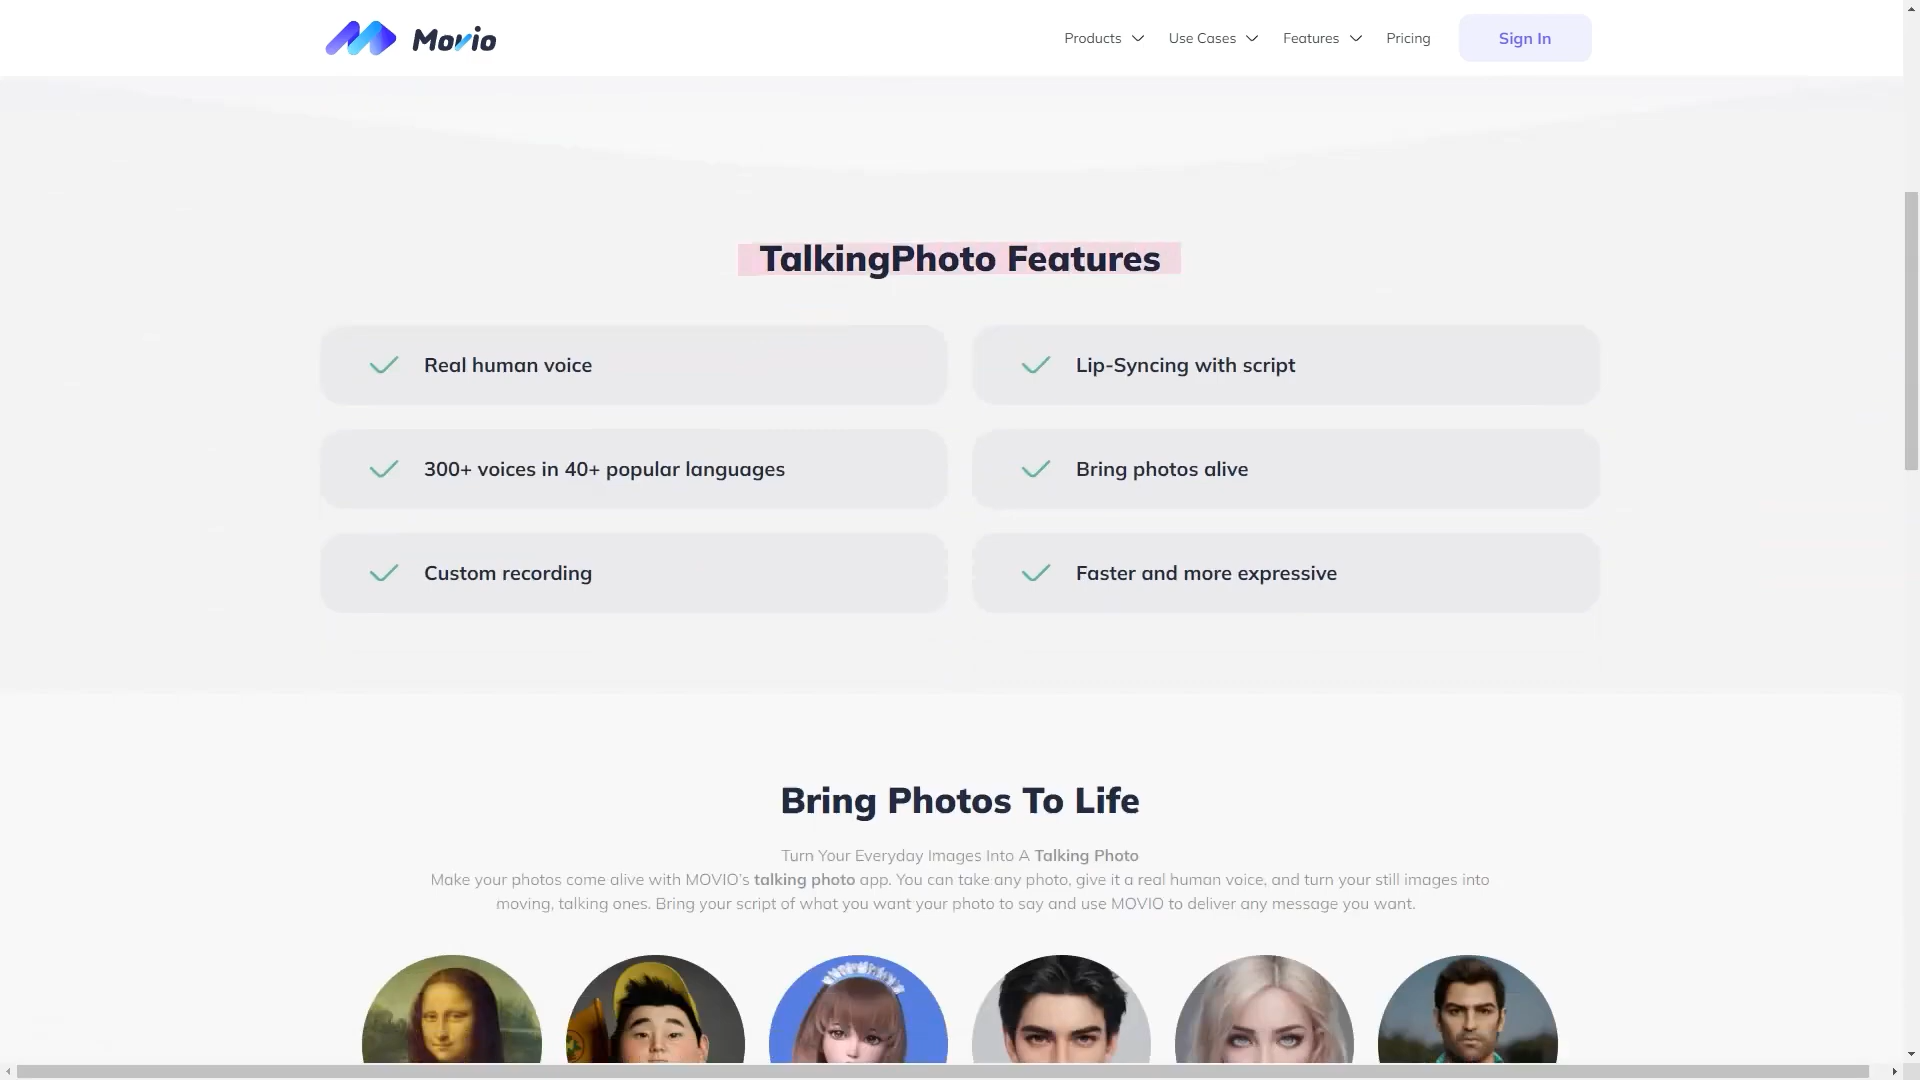 Movio
Products
Use Cases
Features
Pricing
Sign In
TalkingPhoto Features
Real human voice
Lip-Syncing with script
300+ voices in 40+ popular languages
Bring photos alive
Custom recording
Faster and more expressive
Bring Photos To Life
Turn Your Everyday Images Into A Talking Photo
Make your photos come alive with MOVIO's talking photo app. You can take any photo, give it a real human voice, and turn your still images into
moving, talking ones. Bring your script of what you want your photo to say and use MOVIO to deliver any message you want.